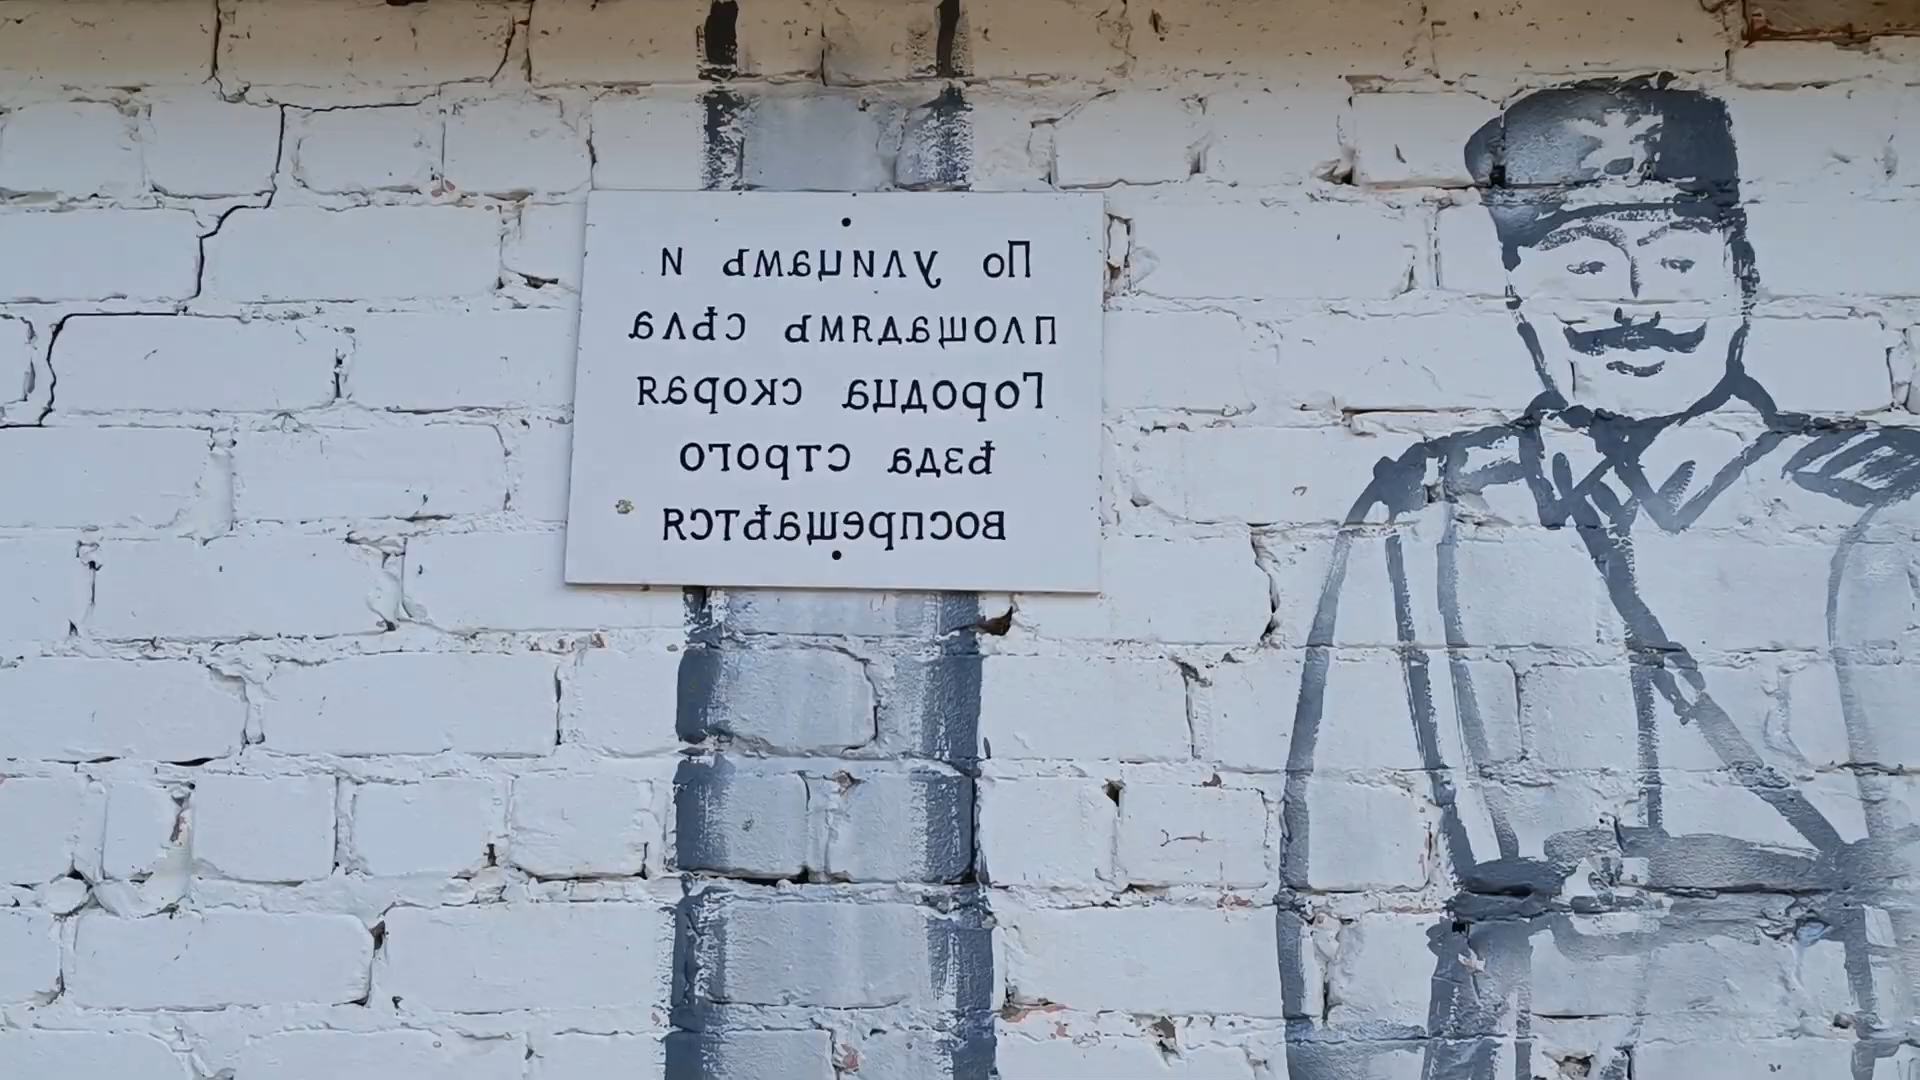 По улицамъ и
площадямъ сѣла
Городца скорая
ѣзда строго
воспрещаѣтся